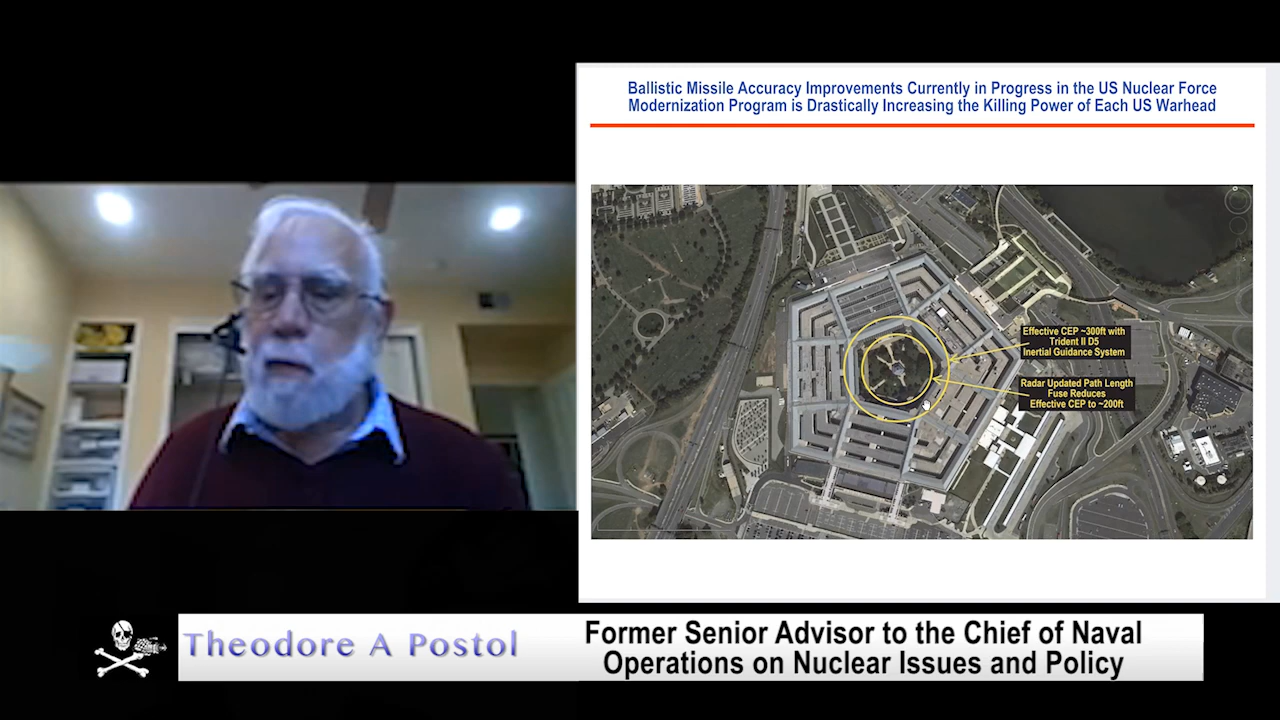 Ballistic Missile Accuracy Improvements Currently in Progress in the US Nuclear Force
Modernization Program is Drastically Increasing the Killing Power of Each US Warhead
Effective CEP ~300ft with
Trident II D5
Inertial Guidance System
Radar Updated Path Length
Fuse Reduces
Effective CEP to ~200ft
Theodore A Postol
Former Senior Advisor to the Chief of Naval
Operations on Nuclear Issues and Policy